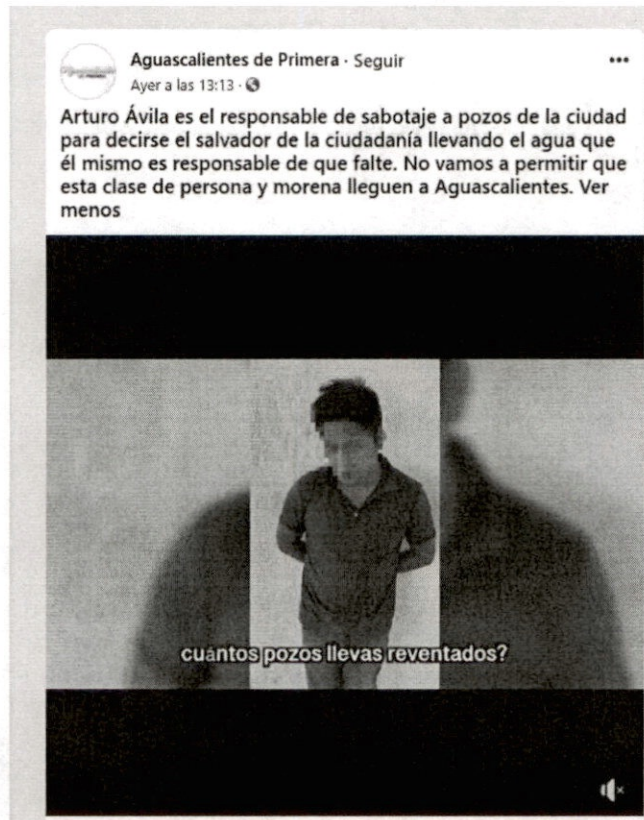 Aguascalientes de Primera · Seguir
Ayer a las 13:13 ·
Arturo Ávila es el responsable de sabotaje a pozos de la ciudad
para decirse el salvador de la ciudadanía llevando el agua que
él mismo es responsable de que falte. No vamos a permitir que
esta clase de persona y morena lleguen a Aguascalientes. Ver
menos
cuántos pozos llevas reventados?